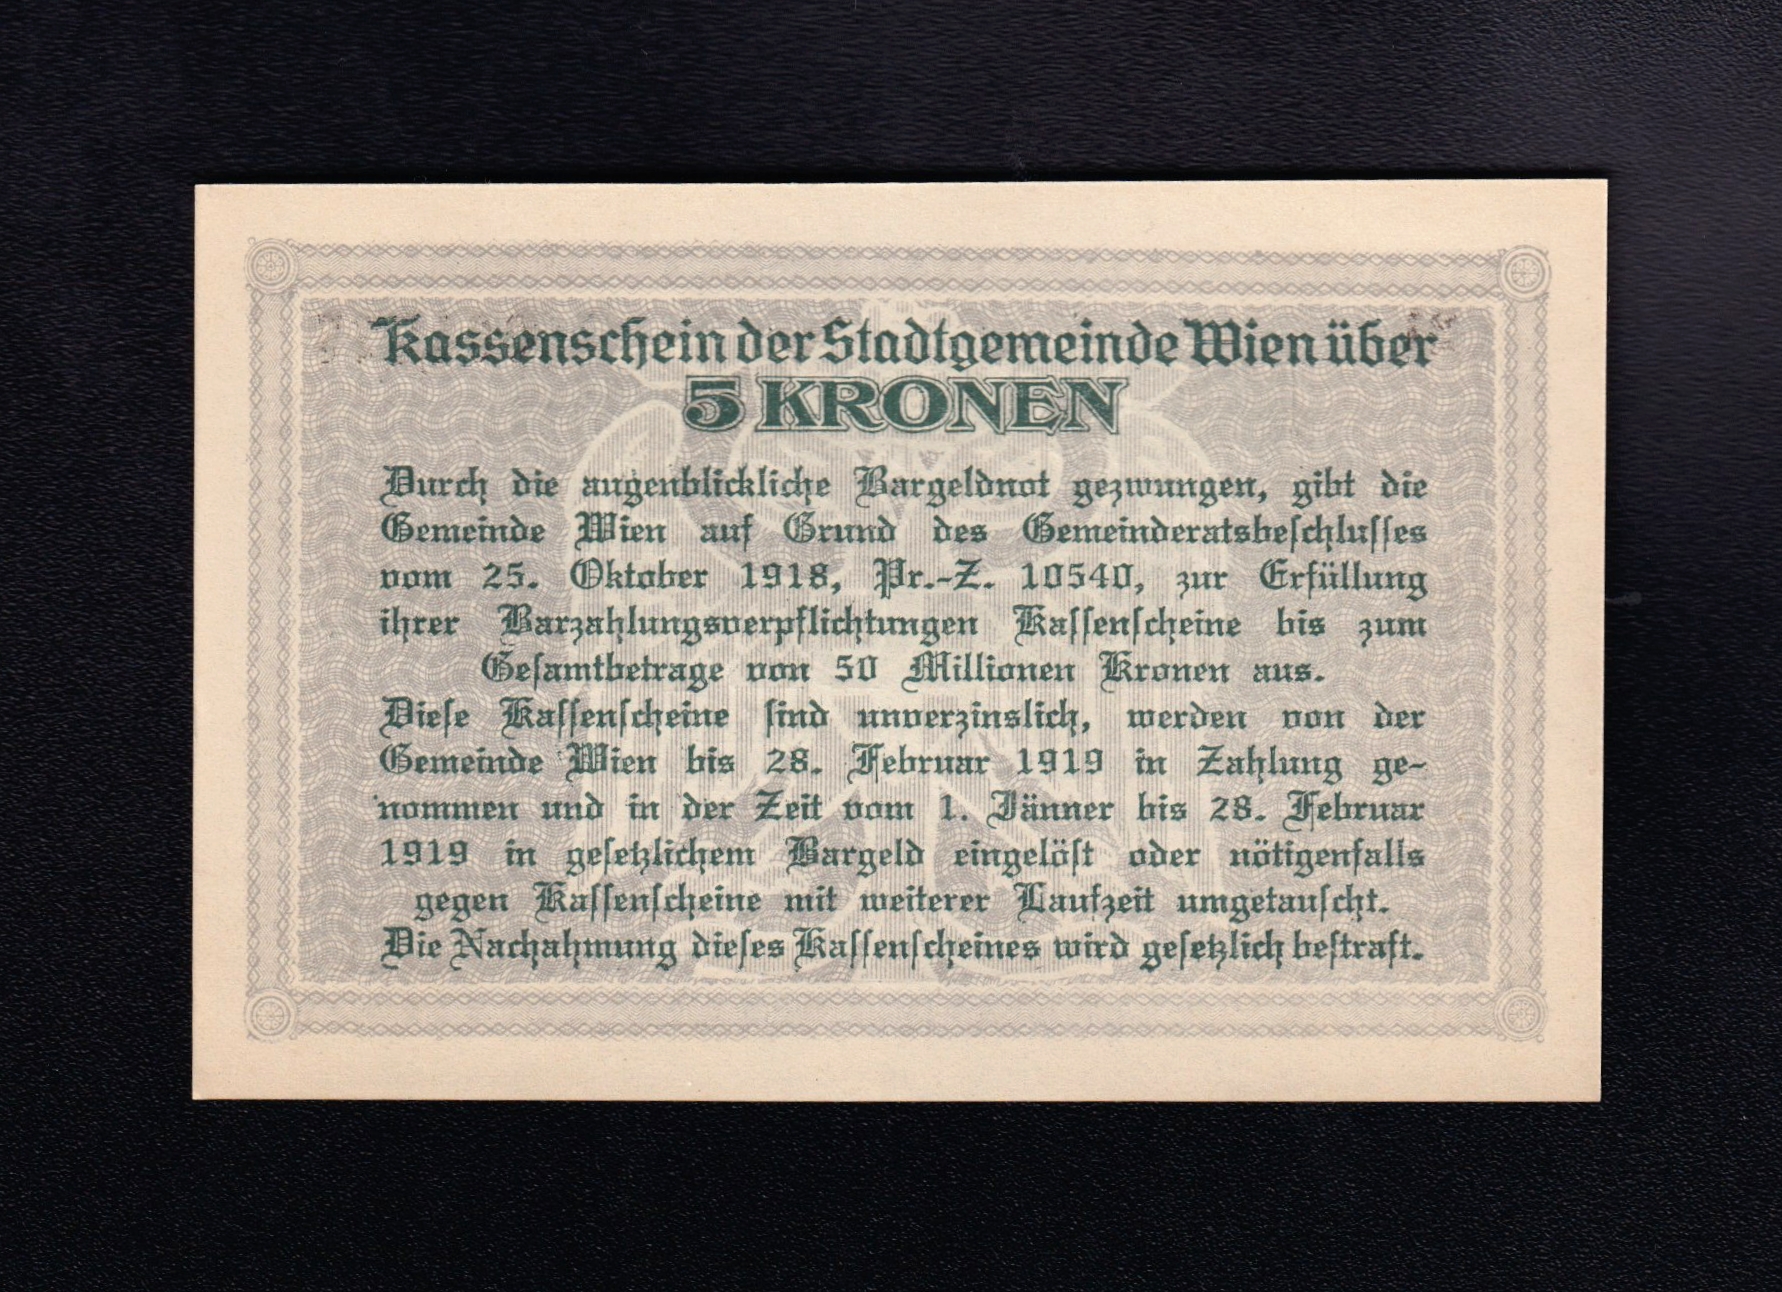 Kassenschein der Stadtgemeinde Wien über
5 KRONEN
Durch die augenblickliche Bargeldnot gezwungen, gibt die
Gemeinde Wien auf Grund des Gemeinderatsbeschlusses
vom 25. Oktober 1918, Pr.-Z. 10540, zur Erfüllung
ihrer Barzahlungsverpflichtungen Kassenscheine bis zum
Gesamtbetrage von 50 Millionen Kronen aus.
Diese Kassenscheine sind unverzinslich, werden von der
Gemeinde Wien bis 28. Februar 1919 in Zahlung ge-
nommen und in der Zeit vom 1. Jänner bis 28. Februar
1919 in gesetzlichem Bargeld eingelöst oder nötigenfalls
gegen Kassenscheine mit weiterer Laufzeit umgetauscht.
Die Nachahmung dieses Kassenscheines wird gesetzlich bestraft.